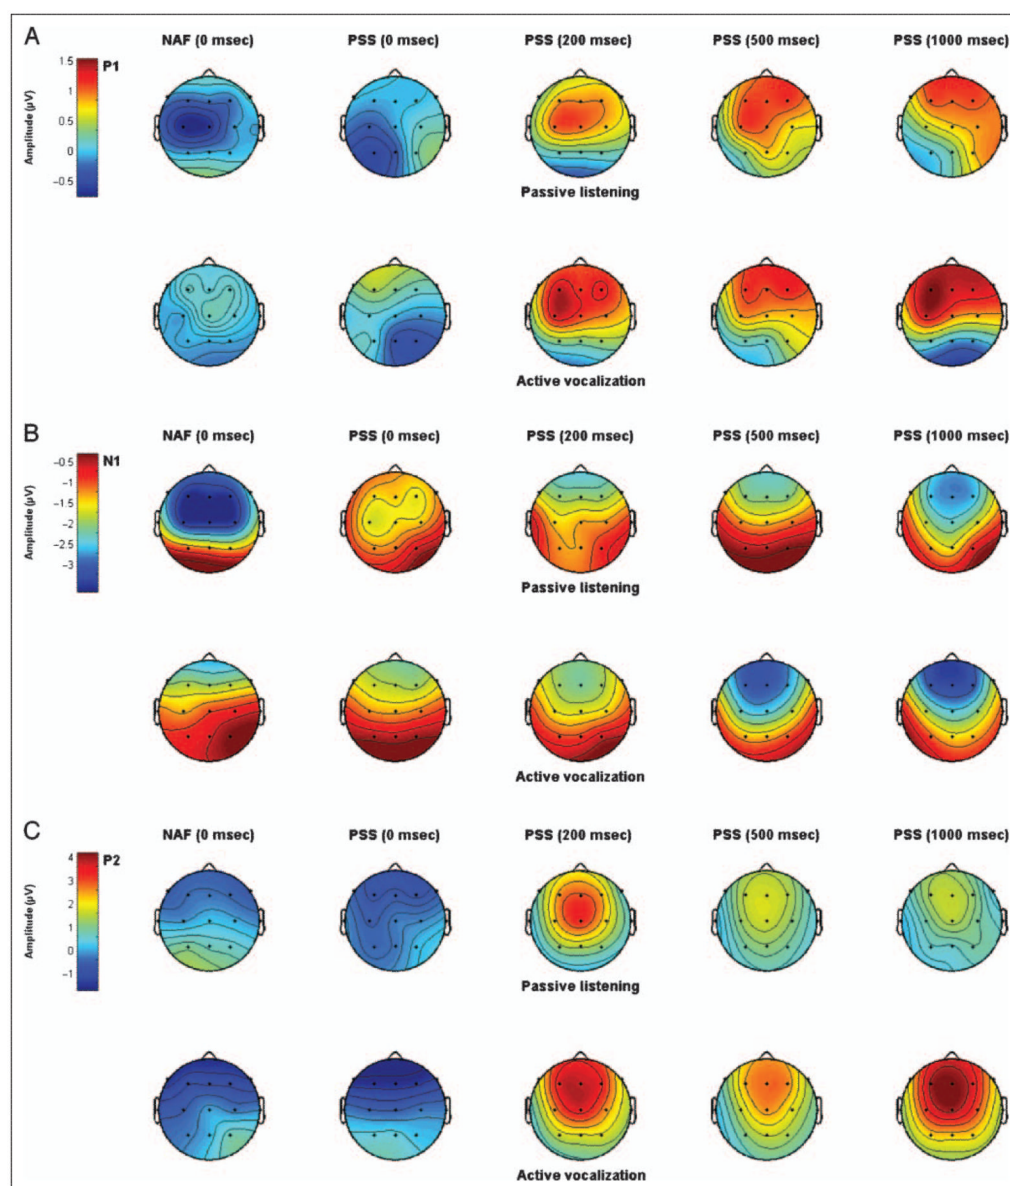 A
NAF (0 msec) PSS (0 msec) PSS (200 msec) PSS (500 msec) PSS (1000 msec)
1.5 P1
1
0.5
0
−0.5
Amplitude (µV)
Passive listening
Active vocalization
B
NAF (0 msec) PSS (0 msec) PSS (200 msec) PSS (500 msec) PSS (1000 msec)
−0.5 N1
−1
−1.5
−2
−2.5
−3
Amplitude (µV)
Passive listening
Active vocalization
C
NAF (0 msec) PSS (0 msec) PSS (200 msec) PSS (500 msec) PSS (1000 msec)
4 P2
3
2
1
0
−1
Amplitude (µV)
Passive listening
Active vocalization